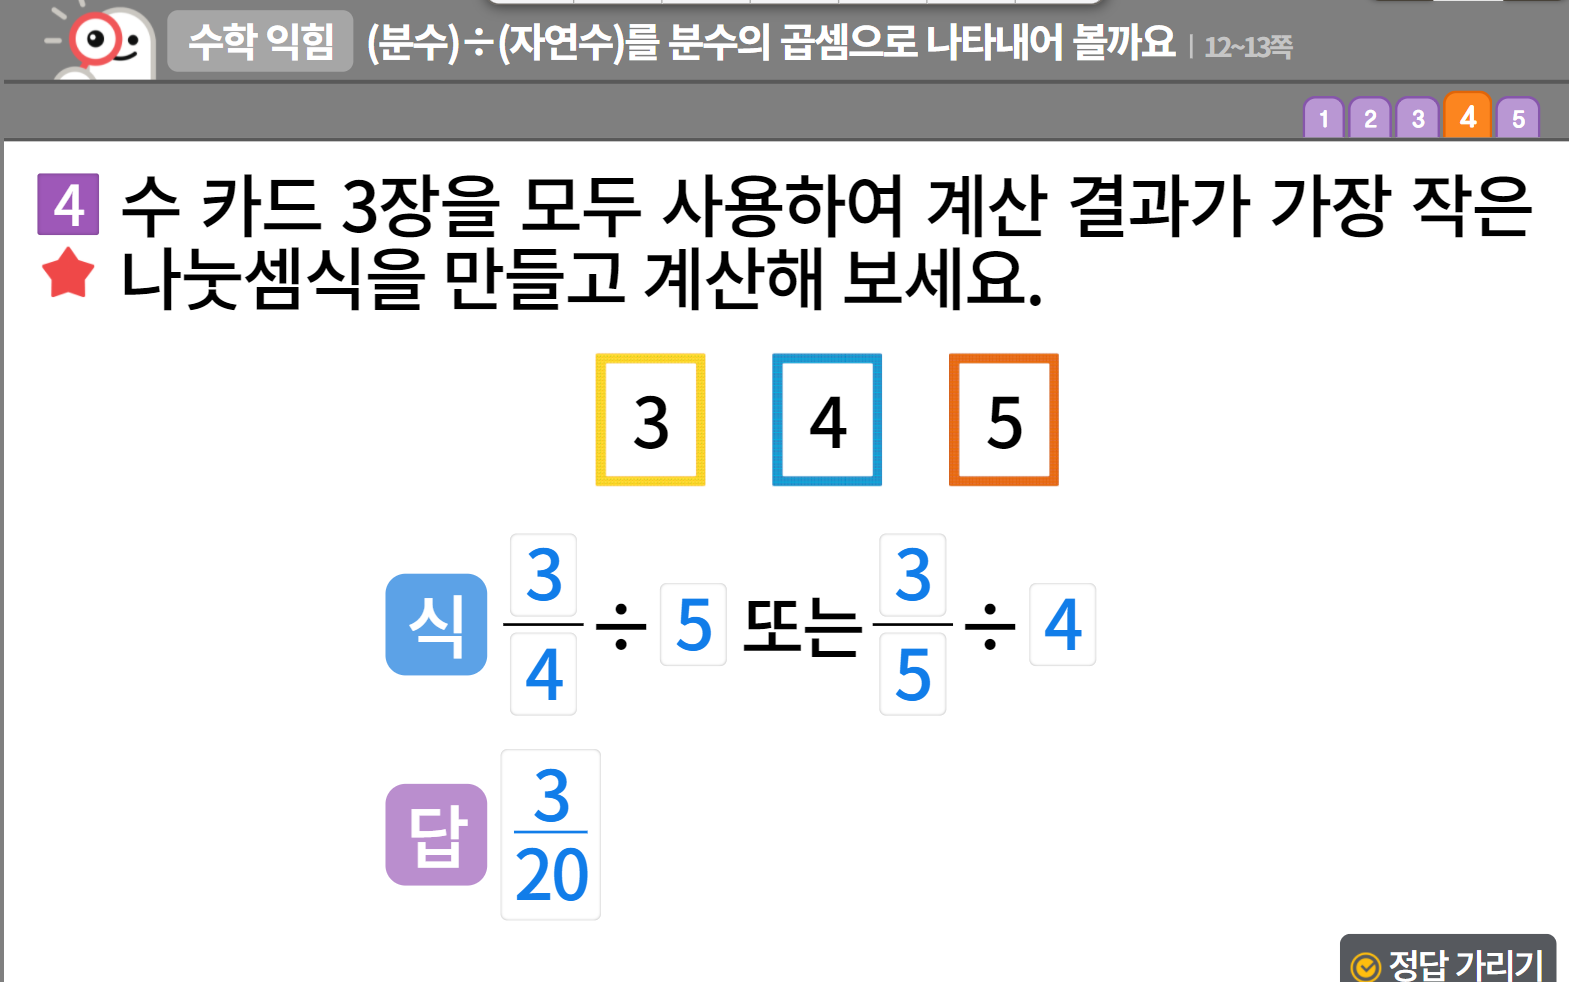 수학 익힘 (분수)÷(자연수)를 분수의 곱셈으로 나타내어 볼까요 | 12~13쪽
1 2 3 4 5
4 수 카드 3장을 모두 사용하여 계산 결과가 가장 작은
나눗셈식을 만들고 계산해 보세요.
3 4 5
식 3/4 ÷ 5 또는 3/5 ÷ 4
답 3/20
정답 가리기